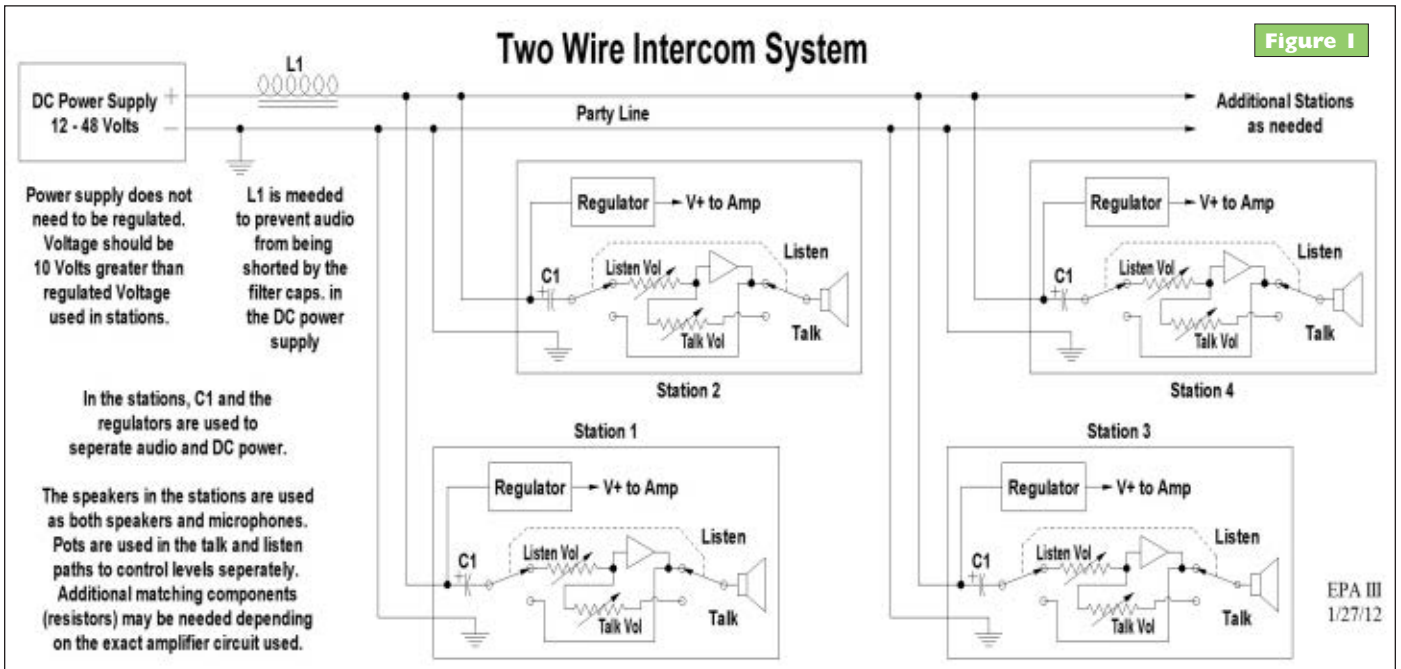 Two Wire Intercom System
Figure 1
L1
DC Power Supply +
12 - 48 Volts −
Party Line
Additional Stations
as needed
Power supply does not
need to be regulated.
Voltage should be
10 Volts greater than
regulated Voltage
used in stations.
L1 is meeded
to prevent audio
from being
shorted by the
filter caps. in
the DC power
supply
In the stations, C1 and the
regulators are used to
seperate audio and DC power.
The speakers in the stations are used
as both speakers and microphones.
Pots are used in the talk and listen
paths to control levels seperately.
Additional matching components
(resistors) may be needed depending
on the exact amplifier circuit used.
Regulator
V+ to Amp
Listen
C1
+
Listen Vol
Talk Vol
Talk
Station 2
Regulator
V+ to Amp
Listen
C1
+
Listen Vol
Talk Vol
Talk
Station 4
Station 1
Regulator
V+ to Amp
Listen
C1
+
Listen Vol
Talk Vol
Talk
Station 3
Regulator
V+ to Amp
Listen
C1
+
Listen Vol
Talk Vol
Talk
EPA III
1/27/12